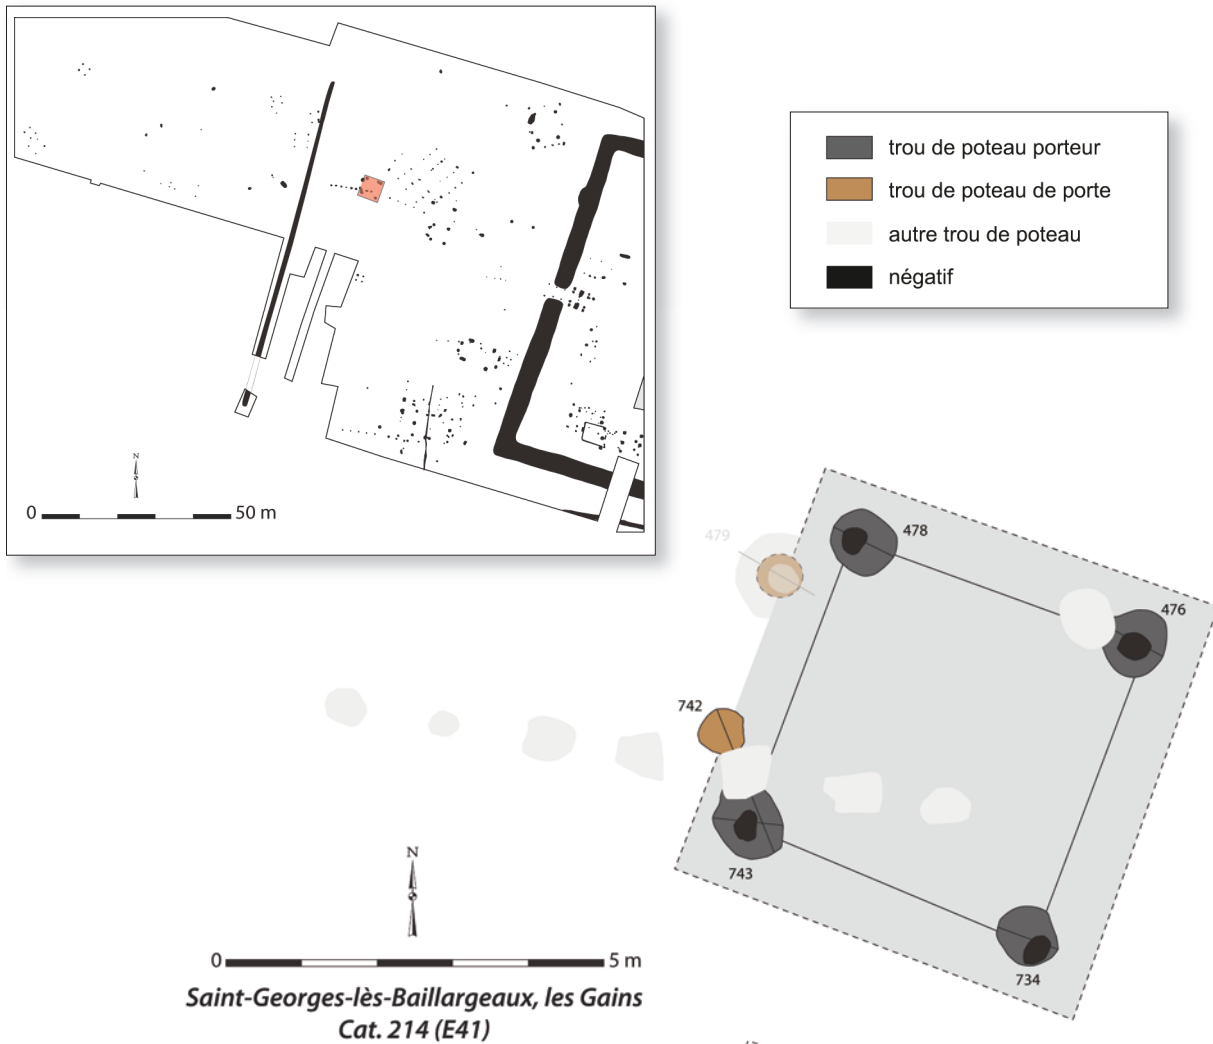 N
0
50 m
trou de poteau porteur
trou de poteau de porte
autre trou de poteau
négatif
479
478
476
742
743
734
N
0
5 m
Saint-Georges-lès-Baillargeaux, les Gains
Cat. 214 (E41)